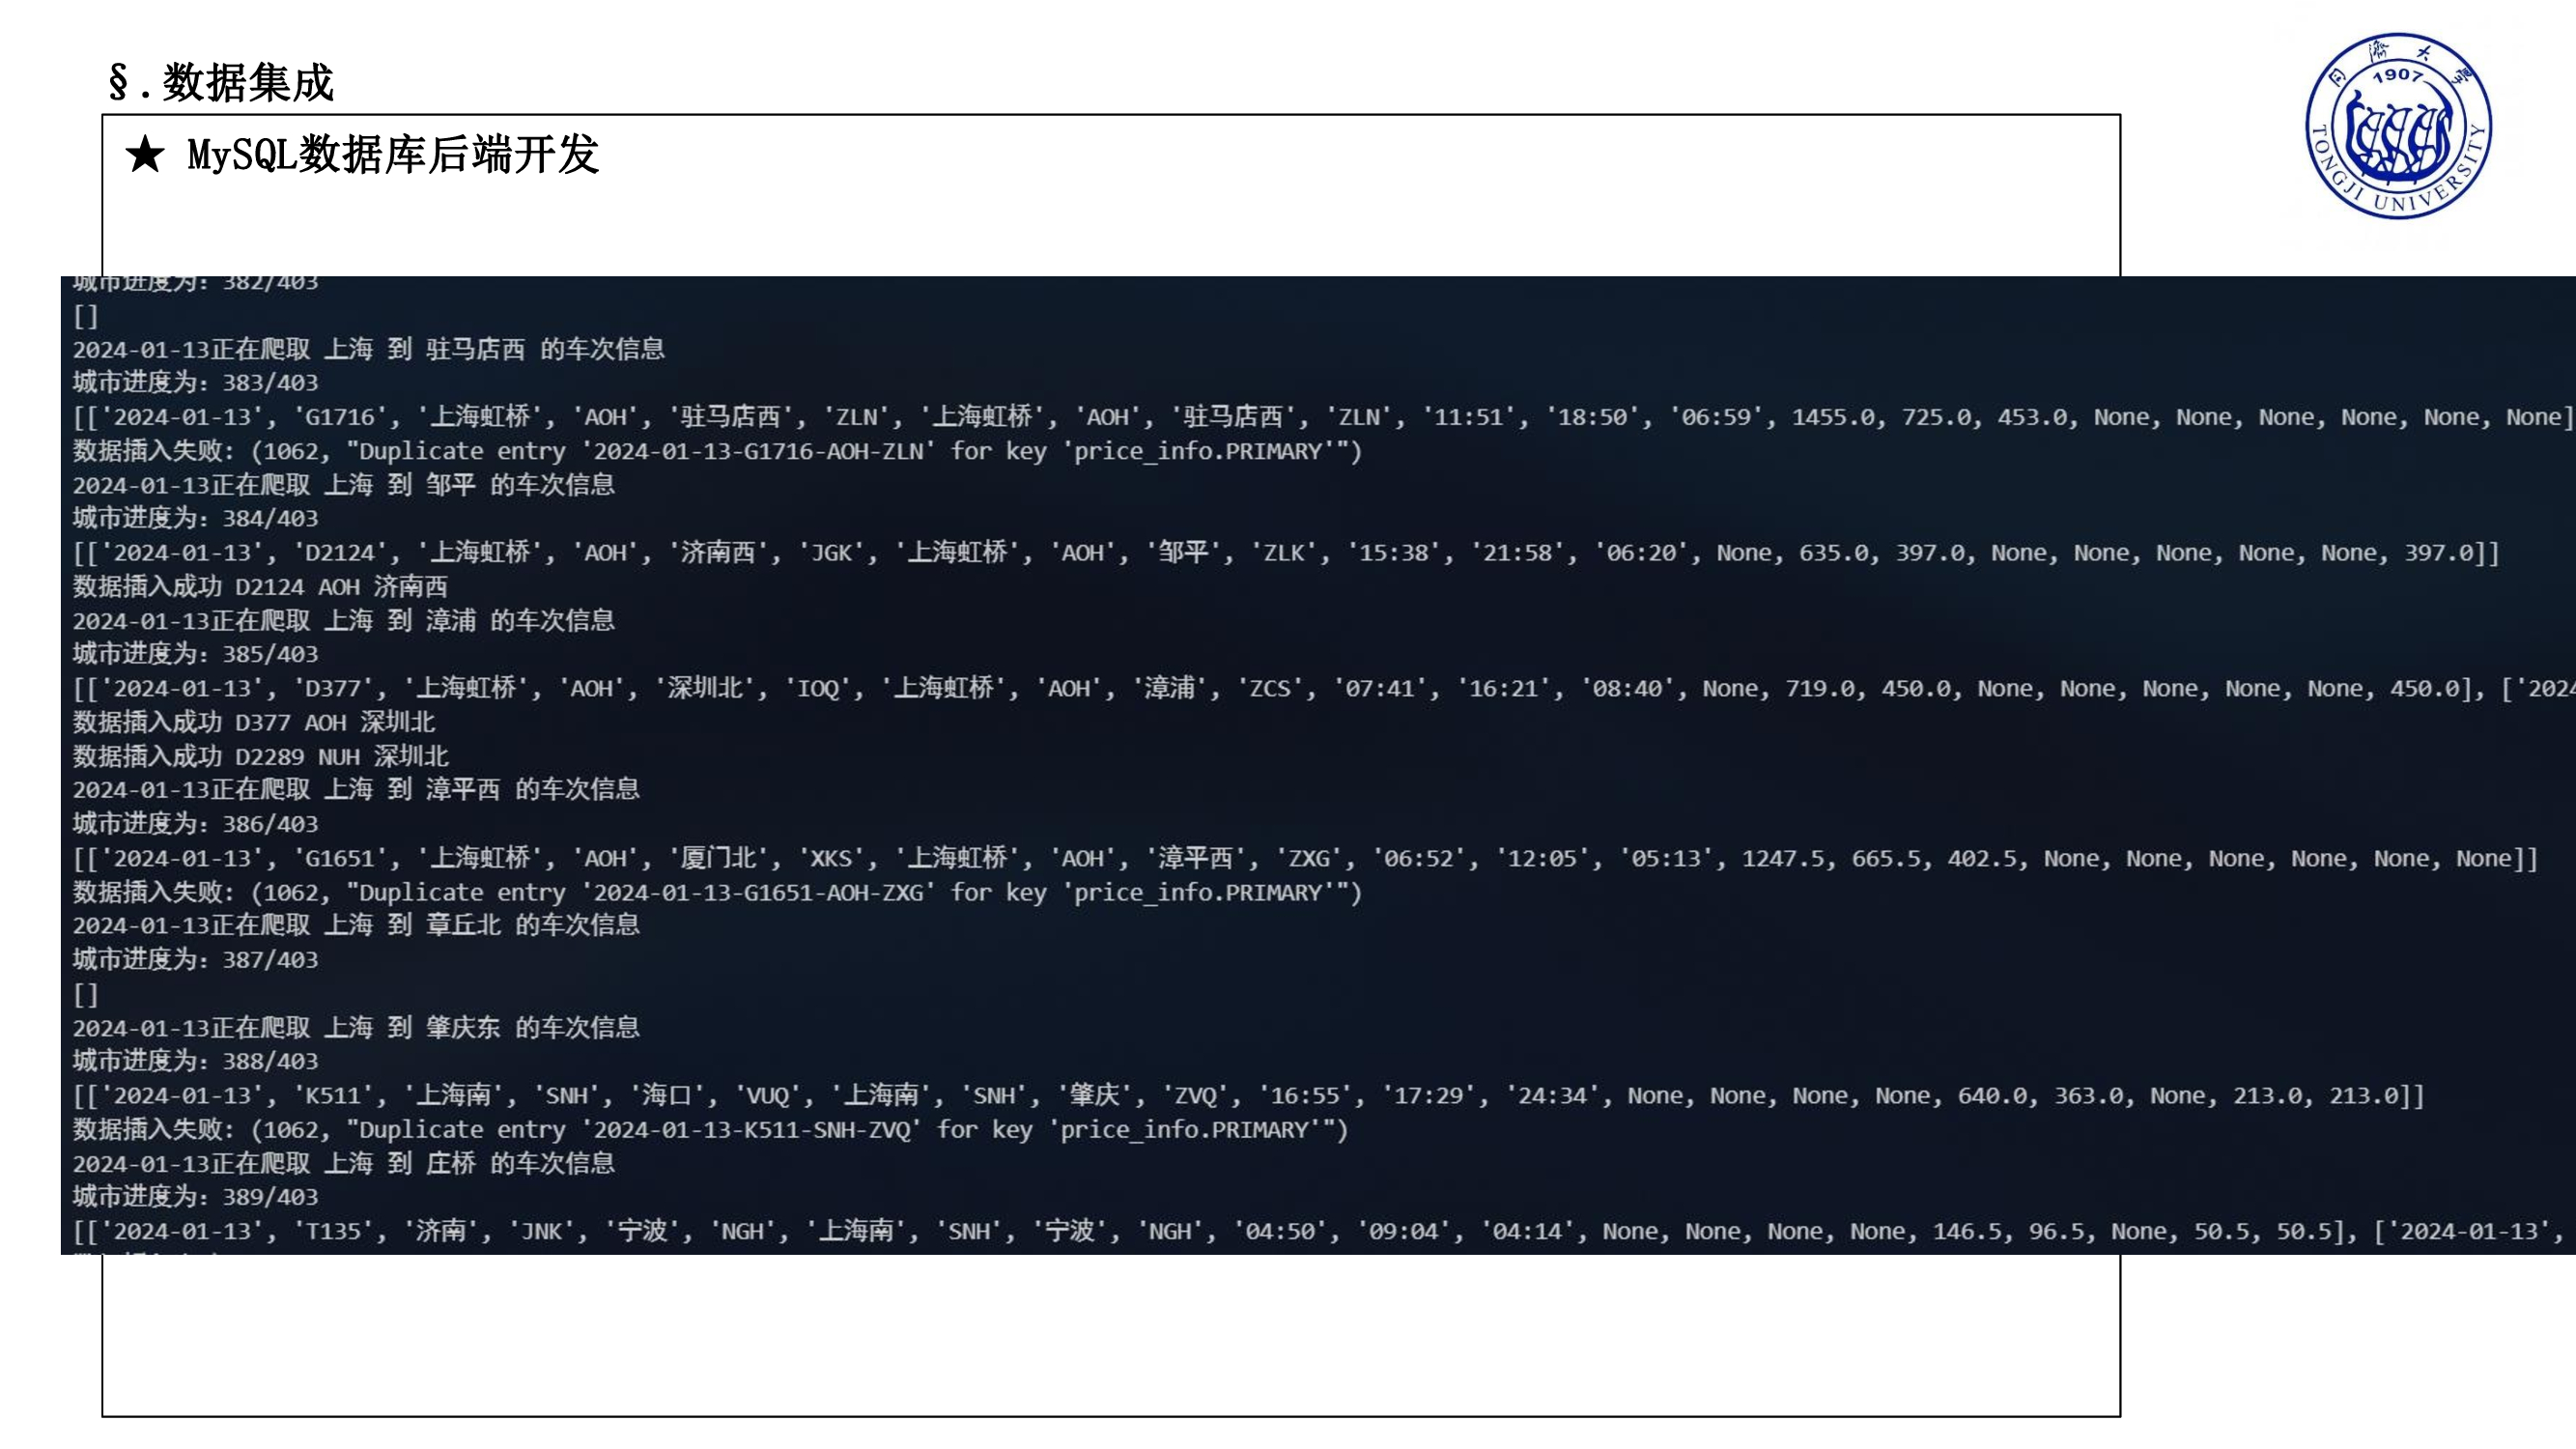 §.数据集成
★ MySQL数据库后端开发
同济大学
1907
TONGJI UNIVERSITY
城市进度为: 382/403
[]
2024-01-13正在爬取 上海 到 驻马店西 的车次信息
城市进度为: 383/403
[['2024-01-13', 'G1716', '上海虹桥', 'AOH', '驻马店西', 'ZLN', '上海虹桥', 'AOH', '驻马店西', 'ZLN', '11:51', '18:50', '06:59', 1455.0, 725.0, 453.0, None, None, None, None, None, None]
数据插入失败: (1062, "Duplicate entry '2024-01-13-G1716-AOH-ZLN' for key 'price_info.PRIMARY'")
2024-01-13正在爬取 上海 到 邹平 的车次信息
城市进度为: 384/403
[['2024-01-13', 'D2124', '上海虹桥', 'AOH', '济南西', 'JGK', '上海虹桥', 'AOH', '邹平', 'ZLK', '15:38', '21:58', '06:20', None, 635.0, 397.0, None, None, None, None, None, 397.0]]
数据插入成功 D2124 AOH 济南西
2024-01-13正在爬取 上海 到 漳浦 的车次信息
城市进度为: 385/403
[['2024-01-13', 'D377', '上海虹桥', 'AOH', '深圳北', 'IOQ', '上海虹桥', 'AOH', '漳浦', 'ZCS', '07:41', '16:21', '08:40', None, 719.0, 450.0, None, None, None, None, None, 450.0], ['2024
数据插入成功 D377 AOH 深圳北
数据插入成功 D2289 NUH 深圳北
2024-01-13正在爬取 上海 到 漳平西 的车次信息
城市进度为: 386/403
[['2024-01-13', 'G1651', '上海虹桥', 'AOH', '厦门北', 'XKS', '上海虹桥', 'AOH', '漳平西', 'ZXG', '06:52', '12:05', '05:13', 1247.5, 665.5, 402.5, None, None, None, None, None, None]]
数据插入失败: (1062, "Duplicate entry '2024-01-13-G1651-AOH-ZXG' for key 'price_info.PRIMARY'")
2024-01-13正在爬取 上海 到 章丘北 的车次信息
城市进度为: 387/403
[]
2024-01-13正在爬取 上海 到 肇庆东 的车次信息
城市进度为: 388/403
[['2024-01-13', 'K511', '上海南', 'SNH', '海口', 'VUQ', '上海南', 'SNH', '肇庆', 'ZVQ', '16:55', '17:29', '24:34', None, None, None, None, 640.0, 363.0, None, 213.0, 213.0]]
数据插入失败: (1062, "Duplicate entry '2024-01-13-K511-SNH-ZVQ' for key 'price_info.PRIMARY'")
2024-01-13正在爬取 上海 到 庄桥 的车次信息
城市进度为: 389/403
[['2024-01-13', 'T135', '济南', 'JNK', '宁波', 'NGH', '上海南', 'SNH', '宁波', 'NGH', '04:50', '09:04', '04:14', None, None, None, None, 146.5, 96.5, None, 50.5, 50.5], ['2024-01-13',